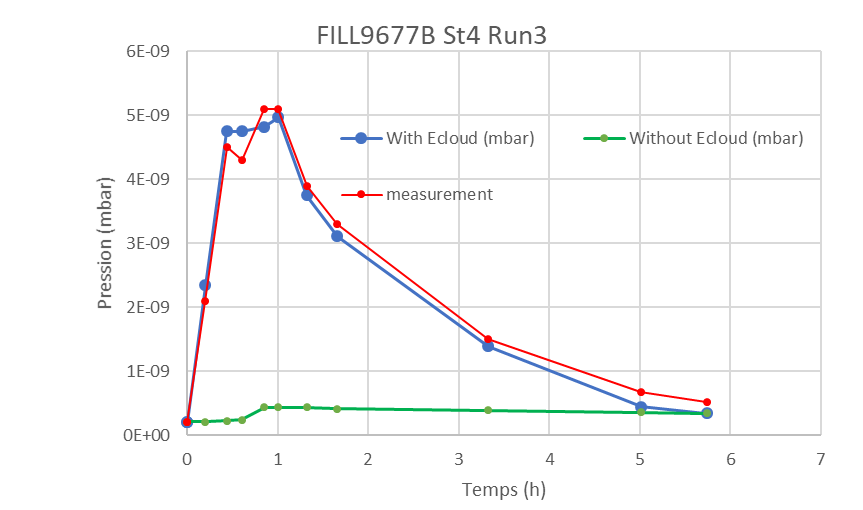 FILL9677B St4 Run3
6E-09
5E-09
With Ecloud (mbar)
Without Ecloud (mbar)
4E-09
measurement
Pression (mbar)
3E-09
2E-09
1E-09
0E+00
0 1 2 3 4 5 6 7
Temps (h)